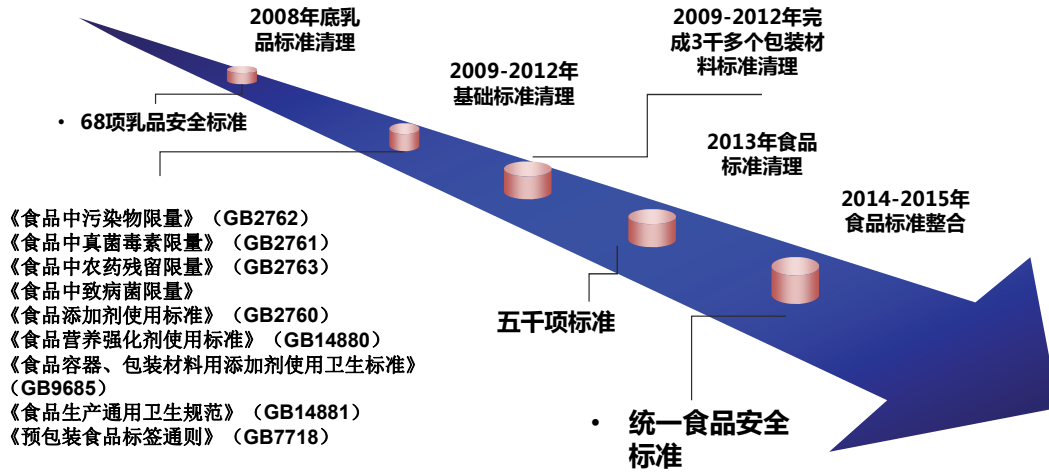 2008年底乳
品标准清理
2009-2012年完
成3千多个包装材
料标准清理
2009-2012年
基础标准清理
• 68项乳品安全标准
2013年食品
标准清理
2014-2015年
食品标准整合
《食品中污染物限量》（GB2762）
《食品中真菌毒素限量》（GB2761）
《食品中农药残留限量》（GB2763）
《食品中致病菌限量》
《食品添加剂使用标准》（GB2760）
《食品营养强化剂使用标准》（GB14880）
《食品容器、包装材料用添加剂使用卫生标准》
（GB9685）
《食品生产通用卫生规范》（GB14881）
《预包装食品标签通则》（GB7718）
五千项标准
• 统一食品安全
标准